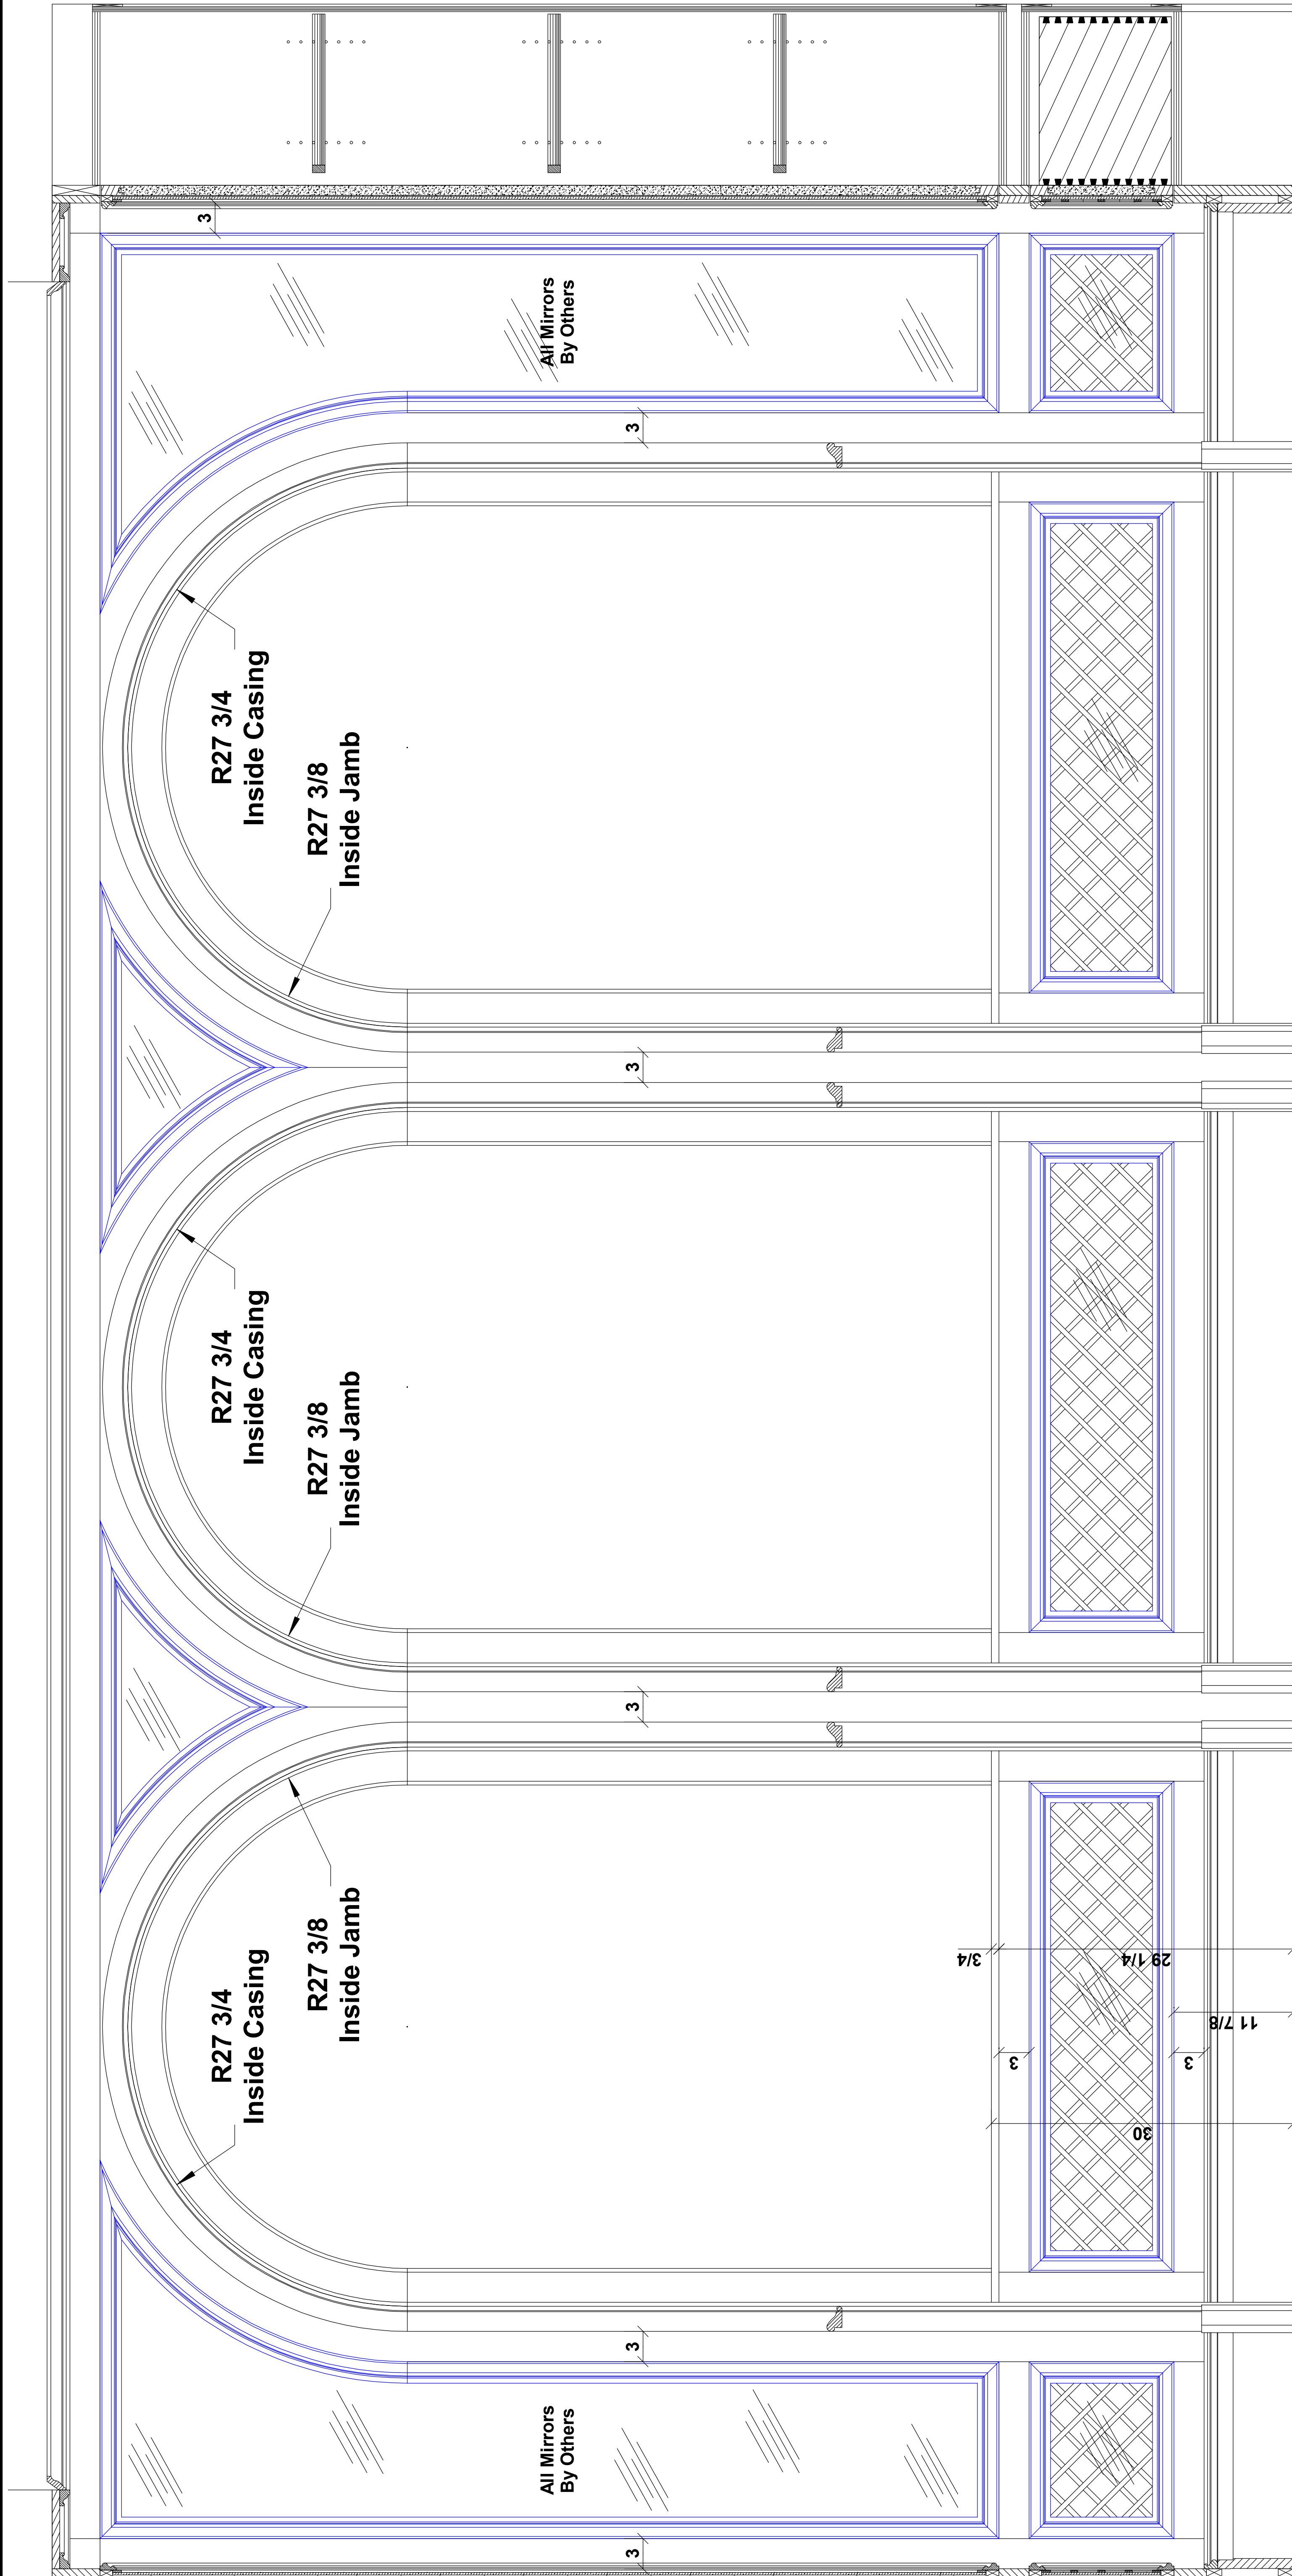 3
All Mirrors
By Others
3
R27 3/4
Inside Casing
R27 3/8
Inside Jamb
3
R27 3/4
Inside Casing
R27 3/8
Inside Jamb
3
R27 3/8
Inside Jamb
R27 3/4
Inside Casing
3/4
29 1/4
11 7/8
3
3
30
3
All Mirrors
By Others
3